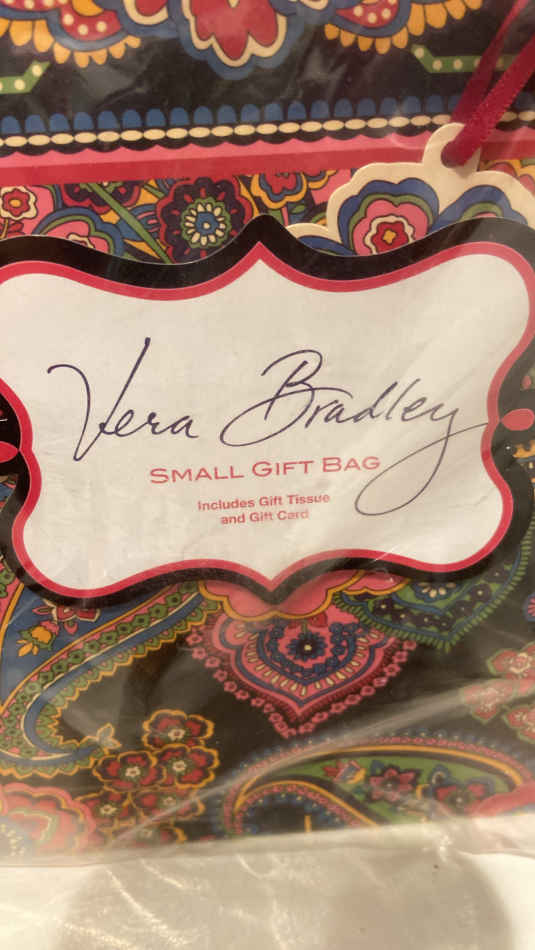 Vera Bradley
SMALL GIFT BAG
Includes Gift Tissue
and Gift Card